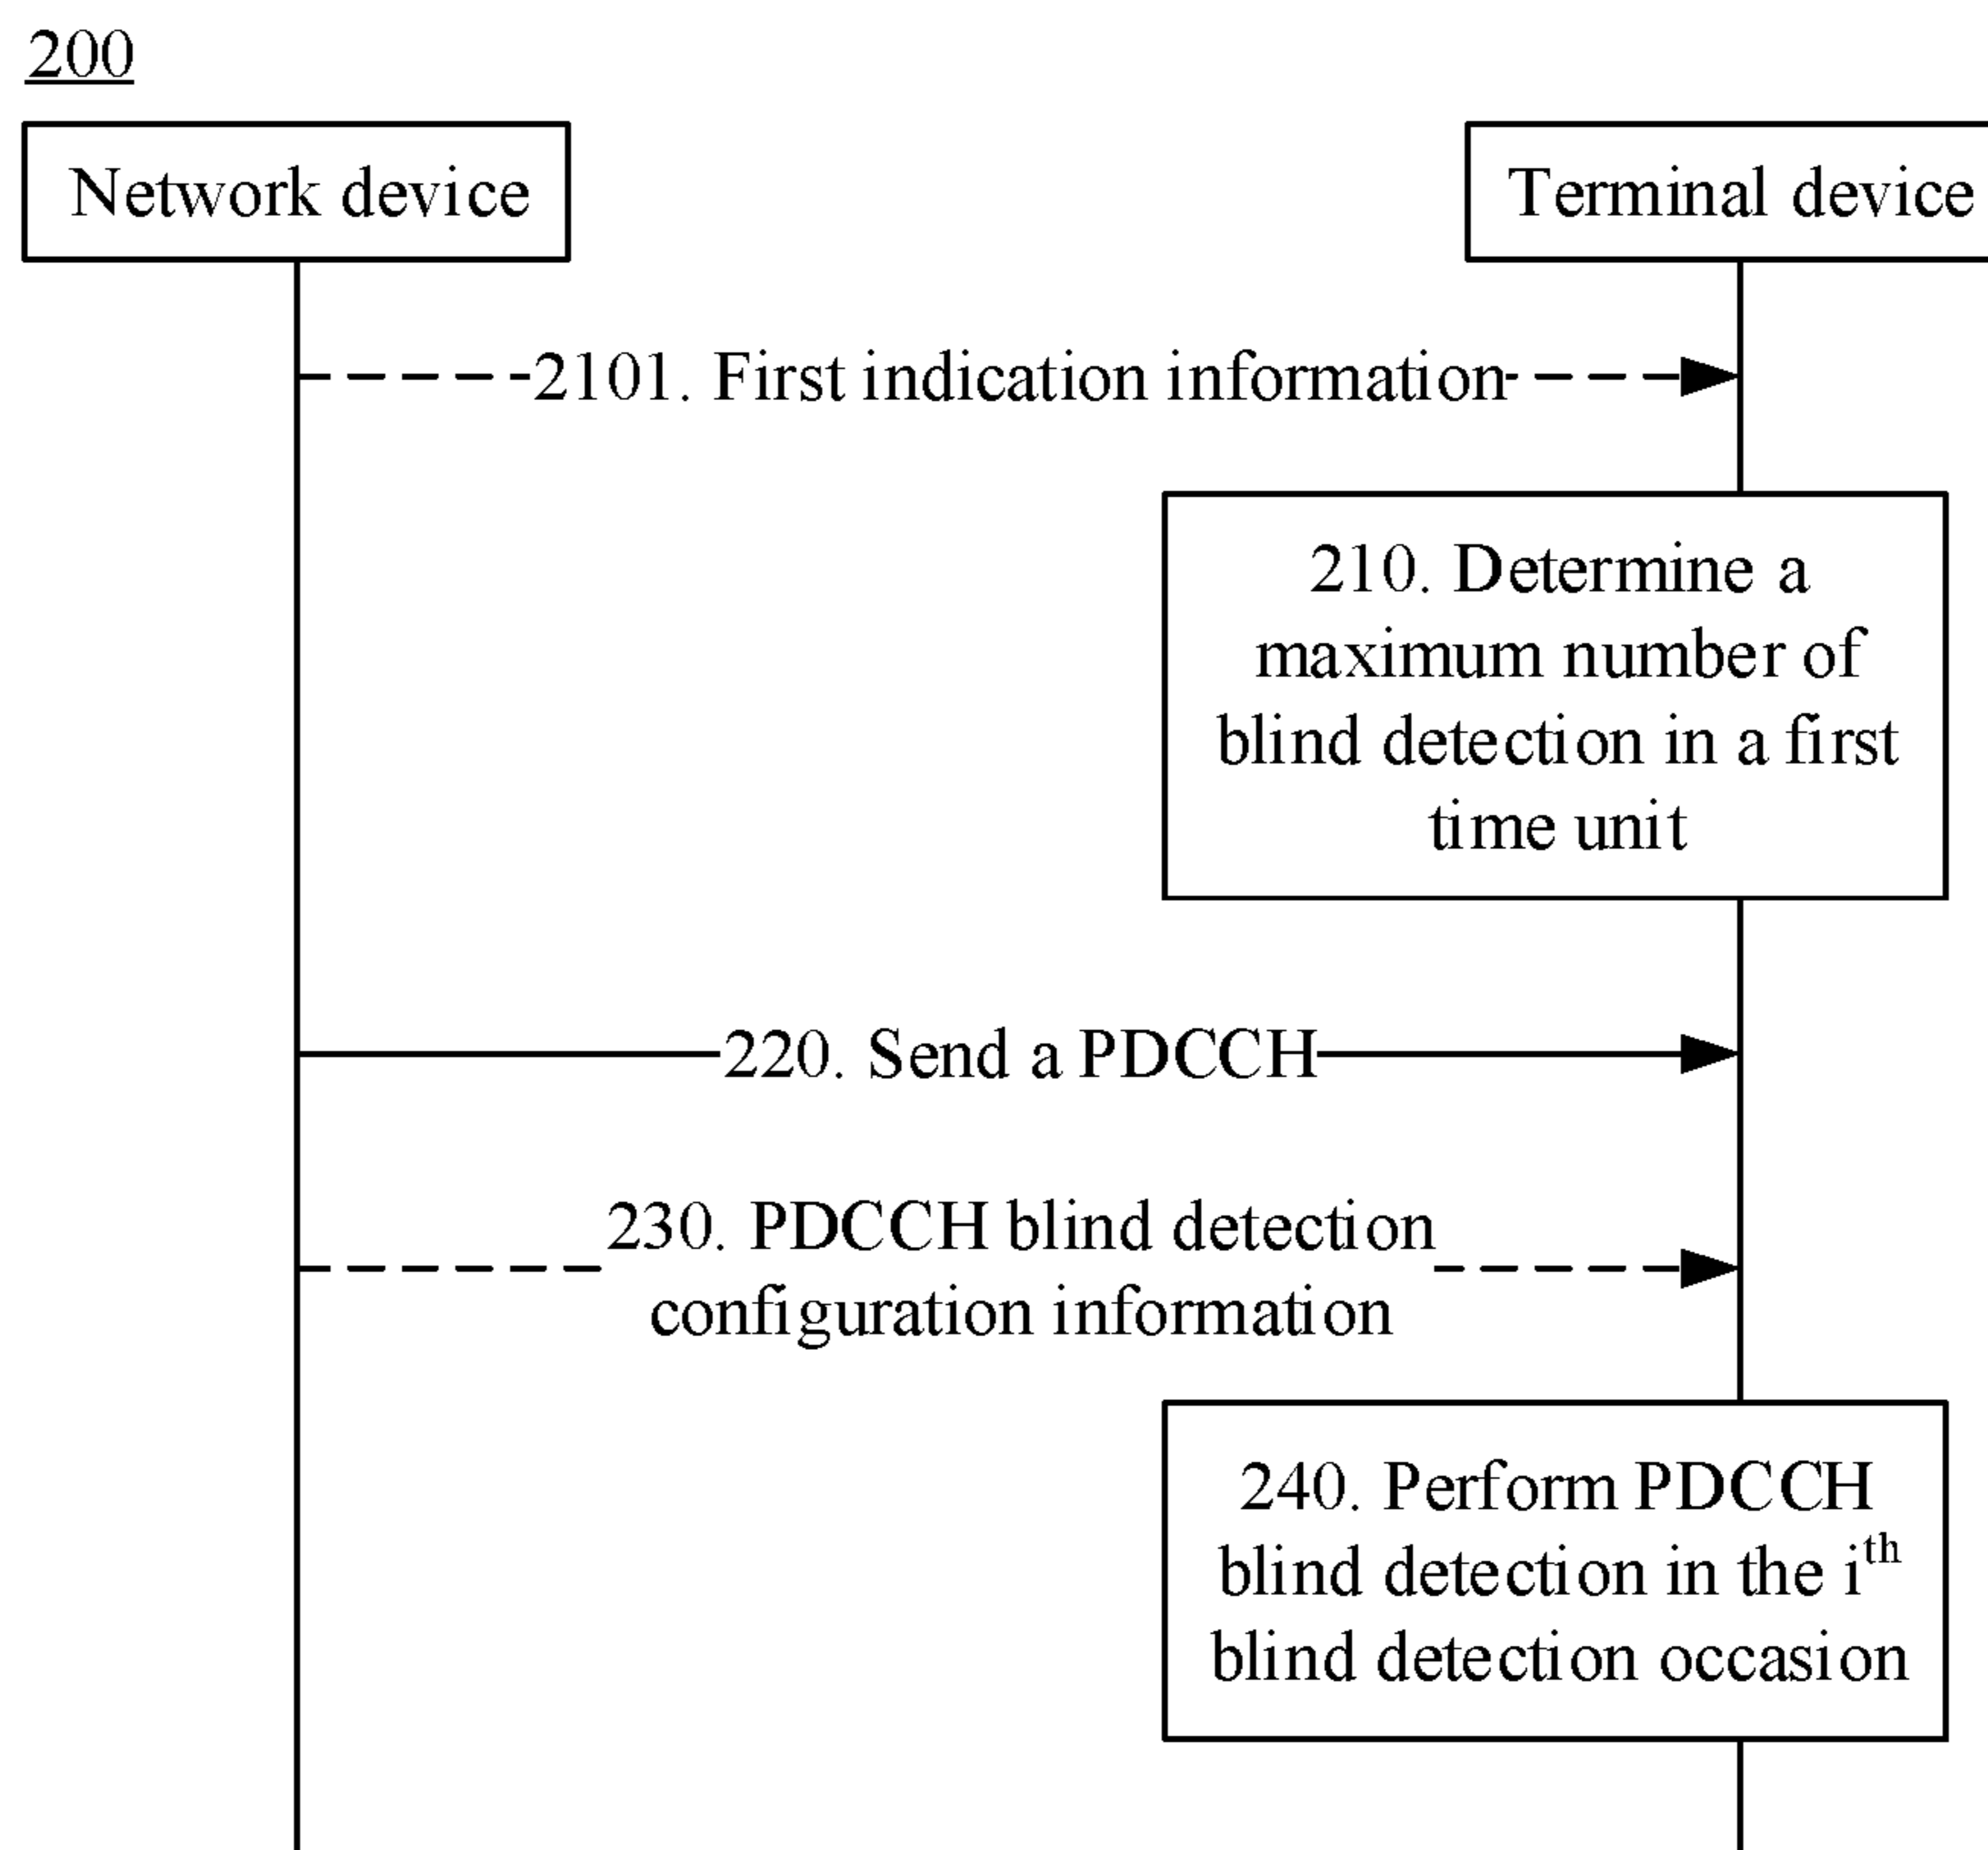 200
Network device
Terminal device
2101. First indication information
210. Determine a
maximum number of
blind detection in a first
time unit
220. Send a PDCCH
230. PDCCH blind detection
configuration information
240. Perform PDCCH
blind detection in the iᵗʰ
blind detection occasion